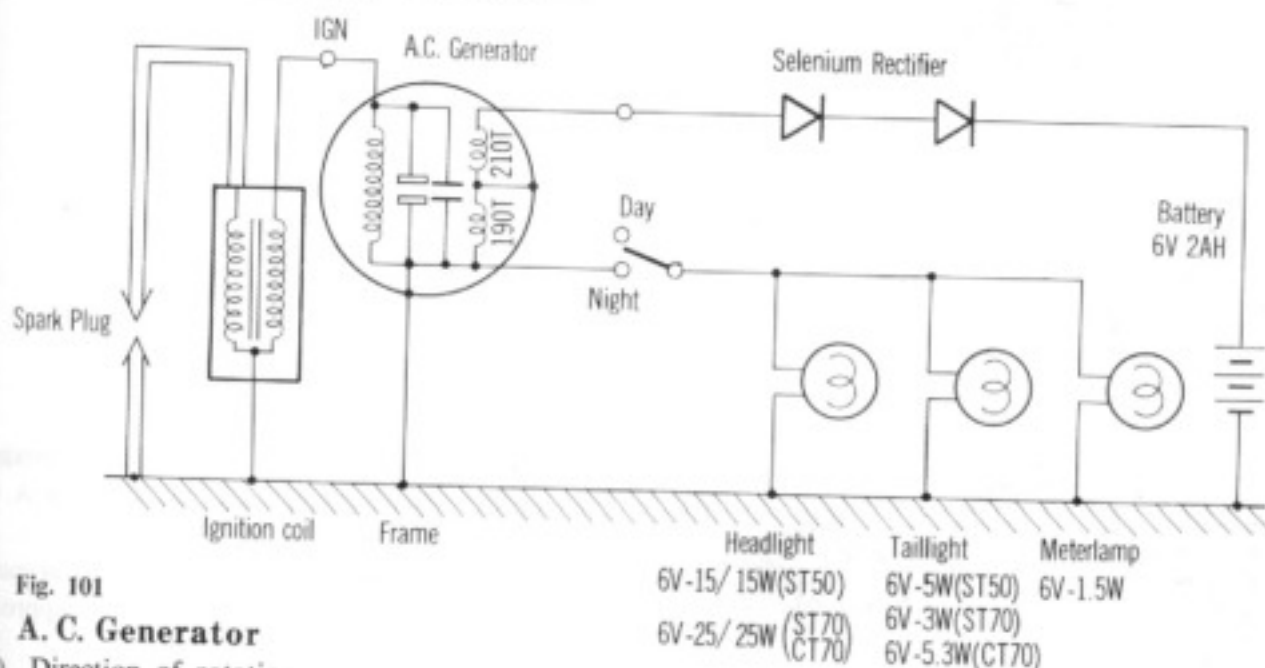 IGN
A.C. Generator
Selenium Rectifier
210T
190T
Day
Night
Battery
6V 2AH
Spark Plug
Ignition coil
Frame
Headlight
6V-15/15W(ST50)
6V-25/25W (ST70
CT70)
Taillight
6V-5W(ST50)
6V-3W(ST70)
6V-5.3W(CT70)
Meterlamp
6V-1.5W
Fig. 101
A. C. Generator
Direction of